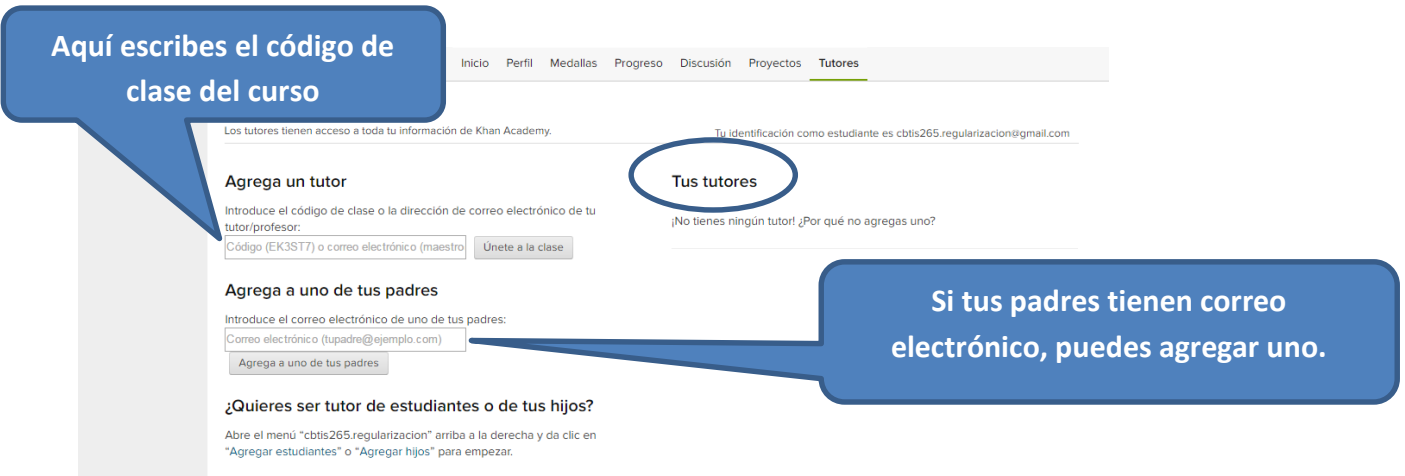 Aquí escribes el código de
clase del curso
Inicio Perfil Medallas Progreso Discusión Proyectos Tutores
Los tutores tienen acceso a toda tu información de Khan Academy.
Tu identificación como estudiante es cbtis265.regularizacion@gmail.com
Agrega un tutor
Introduce el código de clase o la dirección de correo electrónico de tu
tutor/profesor:
Código (EK3ST7) o correo electrónico (maestro
Únete a la clase
Tus tutores
¡No tienes ningún tutor! ¿Por qué no agregas uno?
Agrega a uno de tus padres
Introduce el correo electrónico de uno de tus padres:
Correo electrónico (tupadre@ejemplo.com)
Agrega a uno de tus padres
Si tus padres tienen correo
electrónico, puedes agregar uno.
¿Quieres ser tutor de estudiantes o de tus hijos?
Abre el menú “cbtis265.regularizacion” arriba a la derecha y da clic en
“Agregar estudiantes” o “Agregar hijos” para empezar.